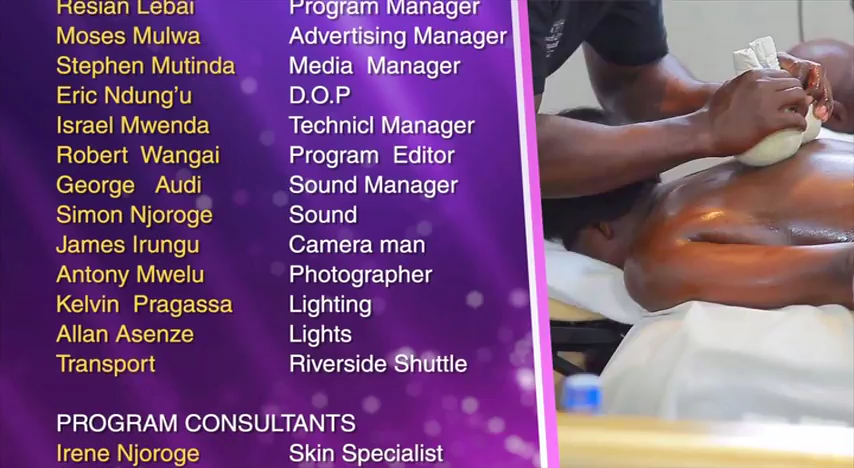 Resian Lebai Program Manager
Moses Mulwa Advertising Manager
Stephen Mutinda Media Manager
Eric Ndung'u D.O.P
Israel Mwenda Technicl Manager
Robert Wangai Program Editor
George Audi Sound Manager
Simon Njoroge Sound
James Irungu Camera man
Antony Mwelu Photographer
Kelvin Pragassa Lighting
Allan Asenze Lights
Transport Riverside Shuttle
PROGRAM CONSULTANTS
Irene Njoroge Skin Specialist